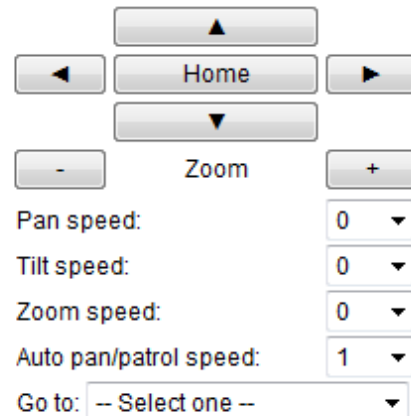 ▲
◄ Home ►
▼
- Zoom +
Pan speed: 0
Tilt speed: 0
Zoom speed: 0
Auto pan/patrol speed: 1
Go to: -- Select one --